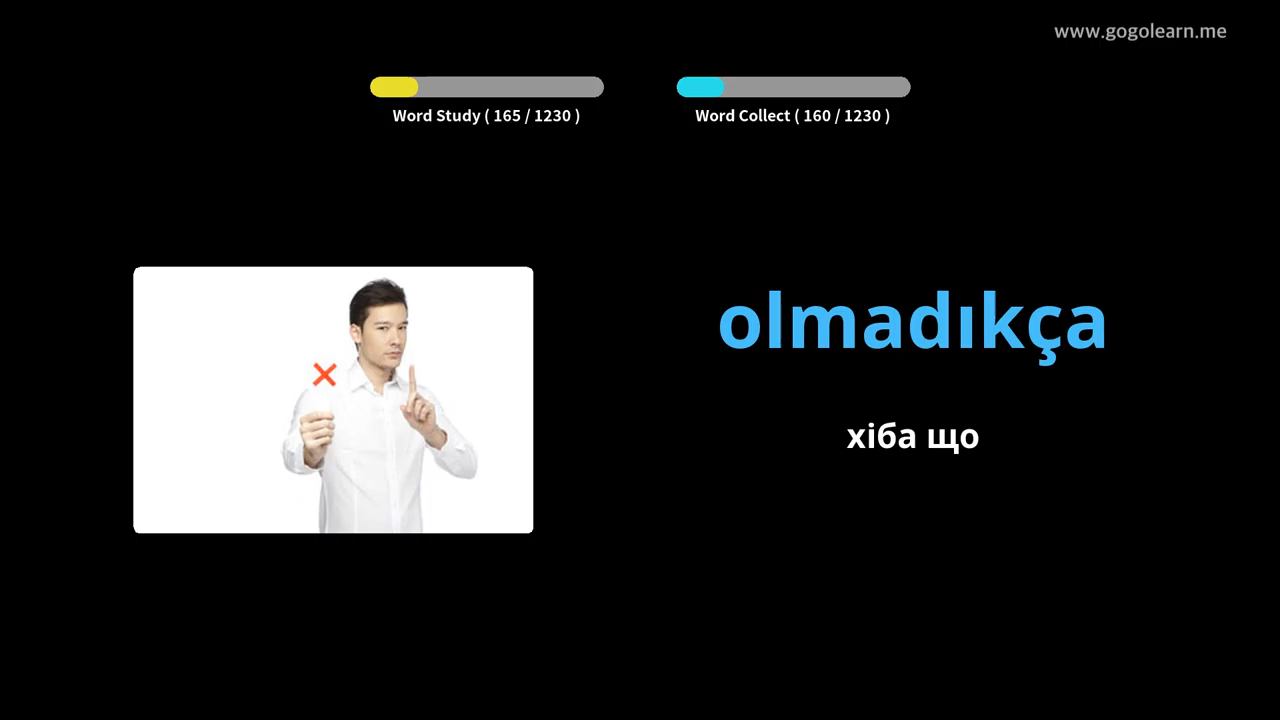 www.gogolearn.me
Word Study ( 165 / 1230 )
Word Collect ( 160 / 1230 )
olmadıkça
хіба що